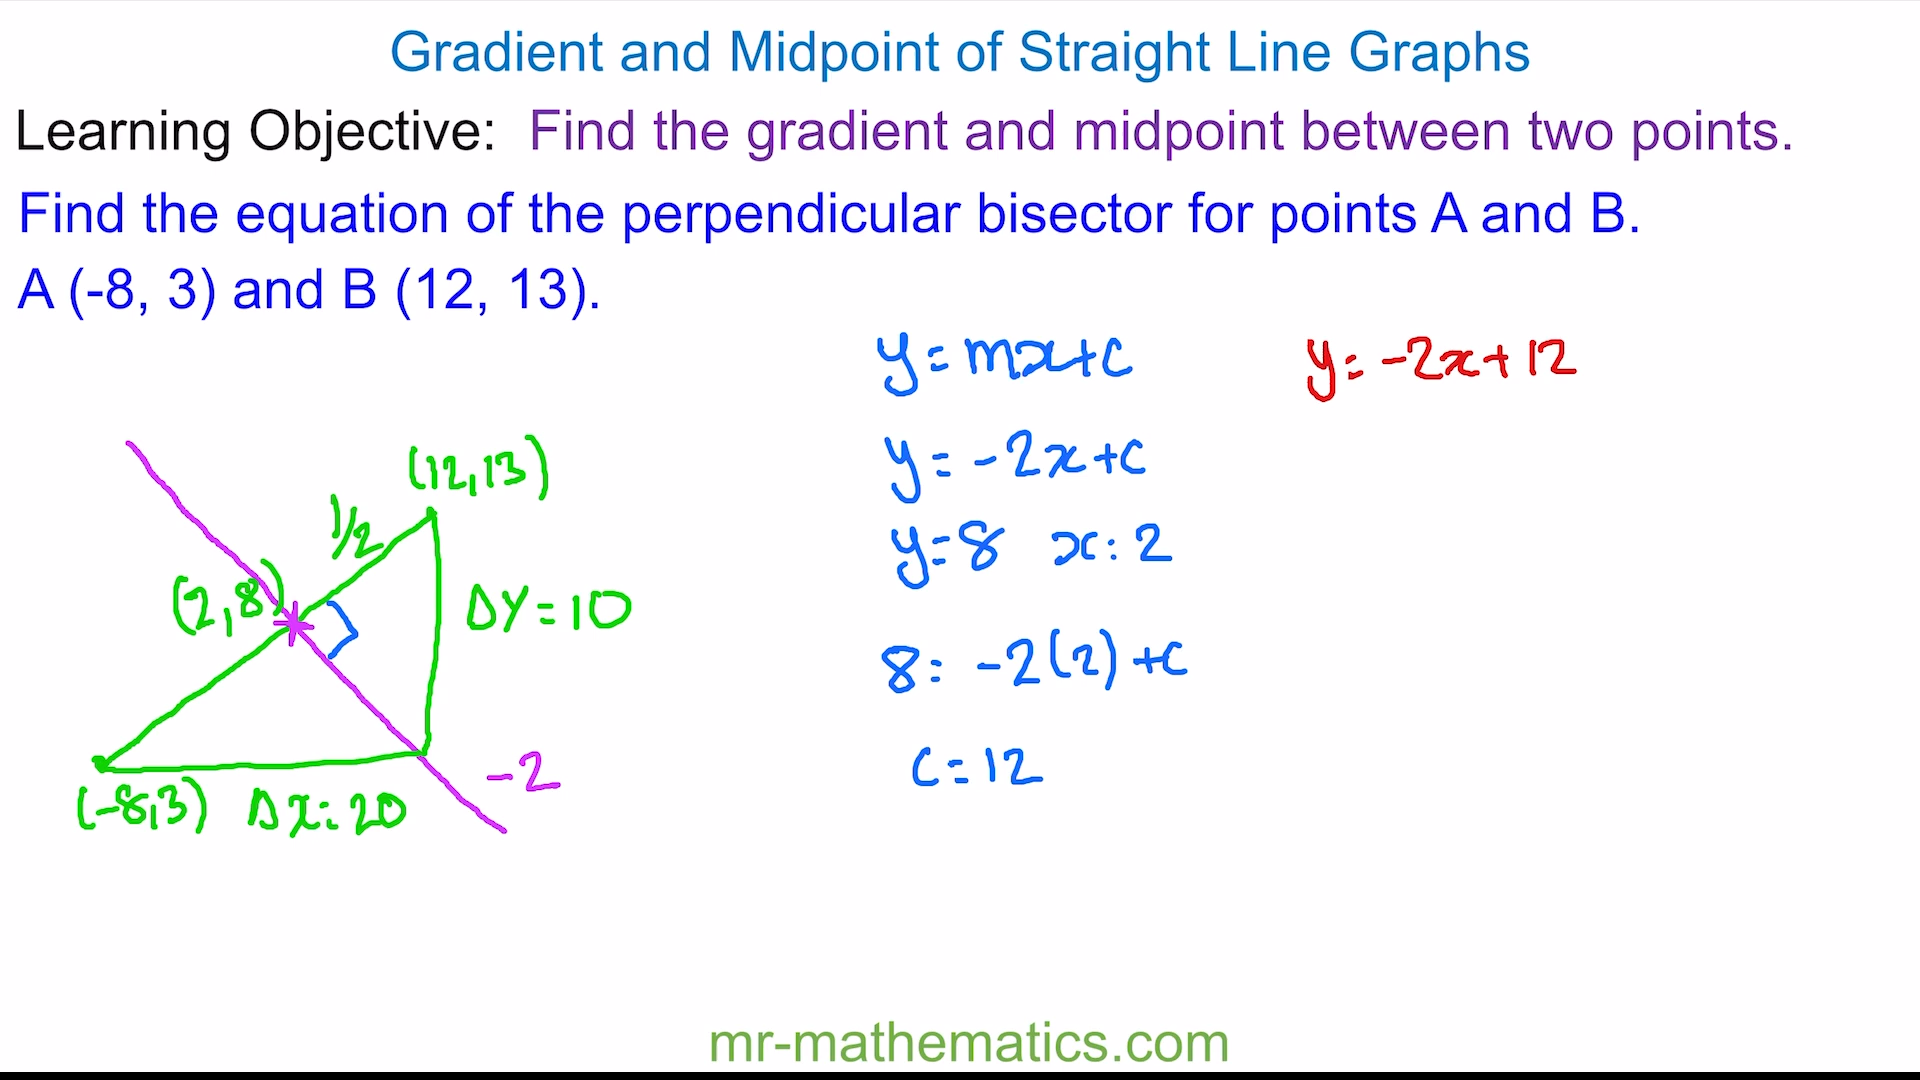 Gradient and Midpoint of Straight Line Graphs
Learning Objective: Find the gradient and midpoint between two points.
Find the equation of the perpendicular bisector for points A and B.
A (-8, 3) and B (12, 13).
y = mx+c
y = -2x+12
y = -2x+c
(12,13)
1/2
y=8 x: 2
(2,8)
ΔY = 10
8: -2(2) +c
-2
c=12
(-8,3) Δx: 20
mr-mathematics.com